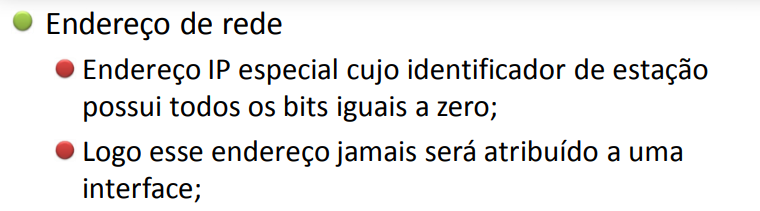 Endereço de rede
Endereço IP especial cujo identificador de estação
possui todos os bits iguais a zero;
Logo esse endereço jamais será atribuído a uma
interface;